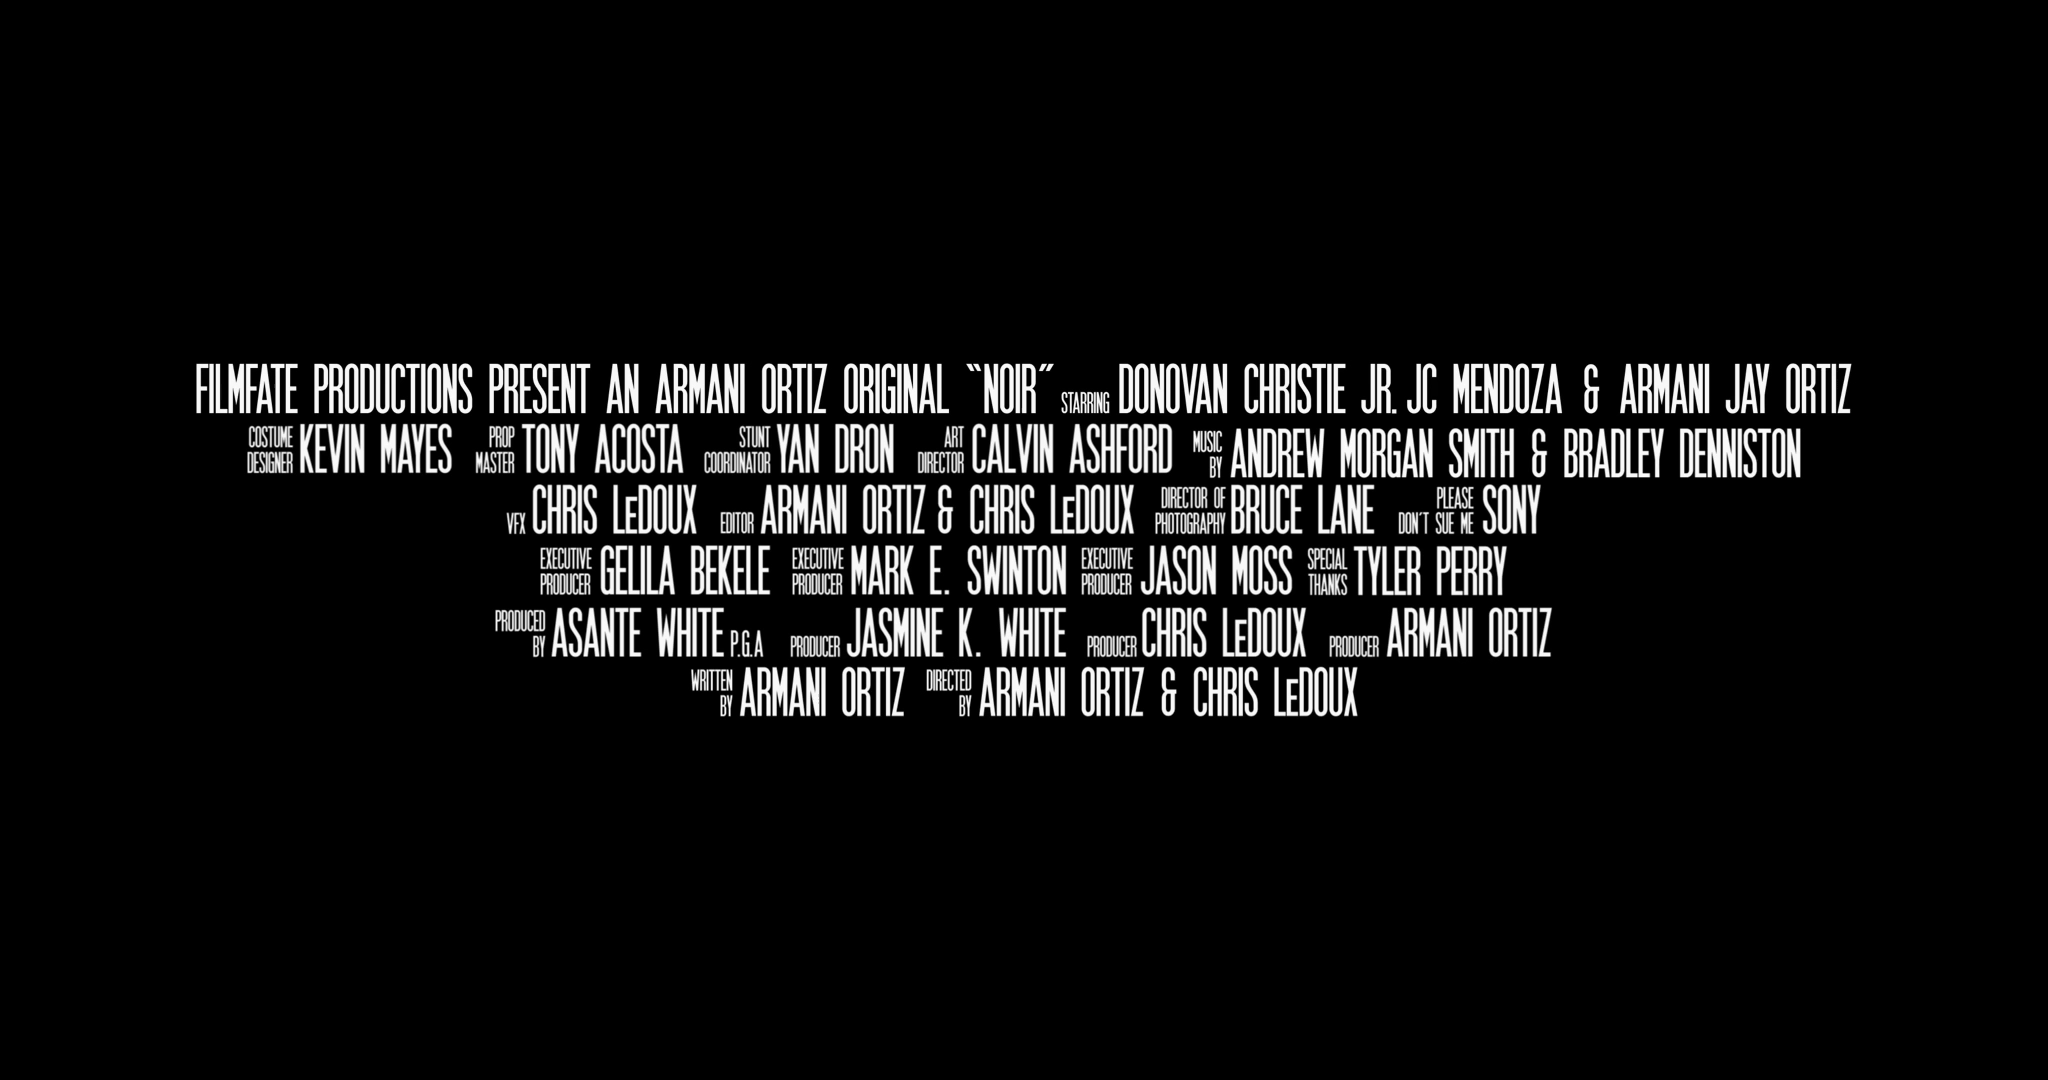 FILMFATE PRODUCTIONS PRESENT AN ARMANI ORTIZ ORIGINAL "NOIR" STARRING DONOVAN CHRISTIE JR. JC MENDOZA & ARMANI JAY ORTIZ
COSTUME DESIGNER KEVIN MAYES PROP MASTER TONY ACOSTA STUNT COORDINATOR YAN DRON ART DIRECTOR CALVIN ASHFORD MUSIC BY ANDREW MORGAN SMITH & BRADLEY DENNISTON
VFX CHRIS LeDOUX EDITOR ARMANI ORTIZ & CHRIS LeDOUX DIRECTOR OF PHOTOGRAPHY BRUCE LANE PLEASE DON'T SUE ME SONY
EXECUTIVE PRODUCER GELILA BEKELE EXECUTIVE PRODUCER MARK E. SWINTON EXECUTIVE PRODUCER JASON MOSS SPECIAL THANKS TYLER PERRY
PRODUCED BY ASANTE WHITE P.G.A PRODUCER JASMINE K. WHITE PRODUCER CHRIS LeDOUX PRODUCER ARMANI ORTIZ
WRITTEN BY ARMANI ORTIZ DIRECTED BY ARMANI ORTIZ & CHRIS LeDOUX